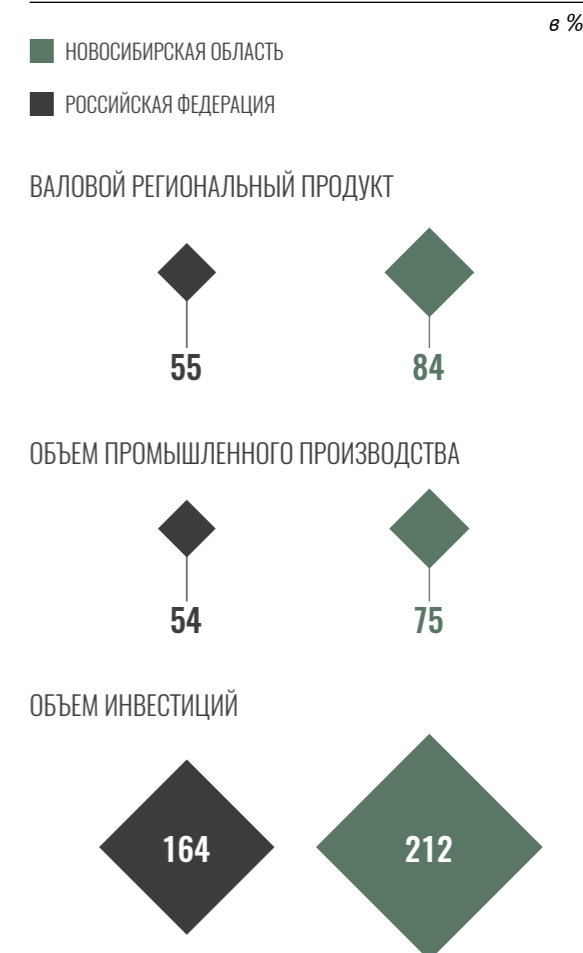 в %
НОВОСИБИРСКАЯ ОБЛАСТЬ
РОССИЙСКАЯ ФЕДЕРАЦИЯ
ВАЛОВОЙ РЕГИОНАЛЬНЫЙ ПРОДУКТ
55 84
ОБЪЕМ ПРОМЫШЛЕННОГО ПРОИЗВОДСТВА
54 75
ОБЪЕМ ИНВЕСТИЦИЙ
164 212